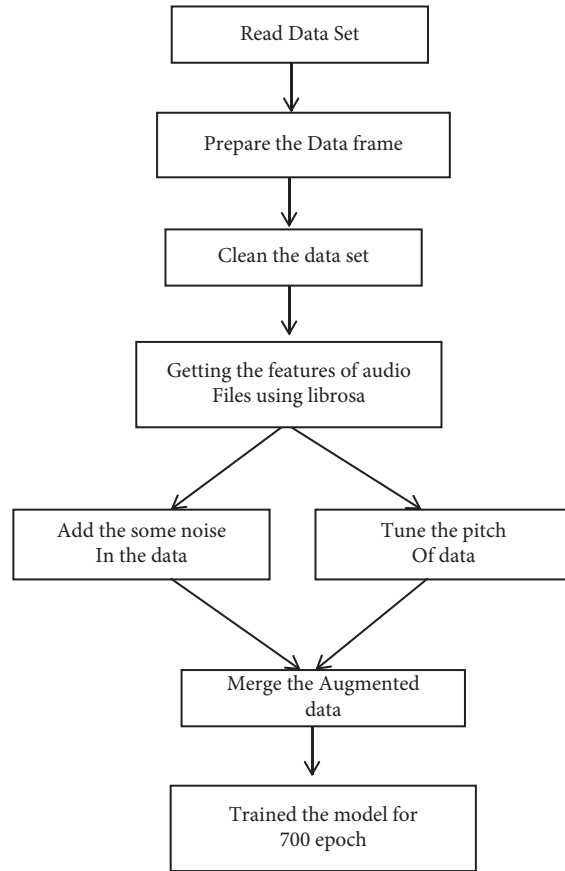 Read Data Set
Prepare the Data frame
Clean the data set
Getting the features of audio
Files using librosa
Add the some noise
In the data
Tune the pitch
Of data
Merge the Augmented
data
Trained the model for
700 epoch